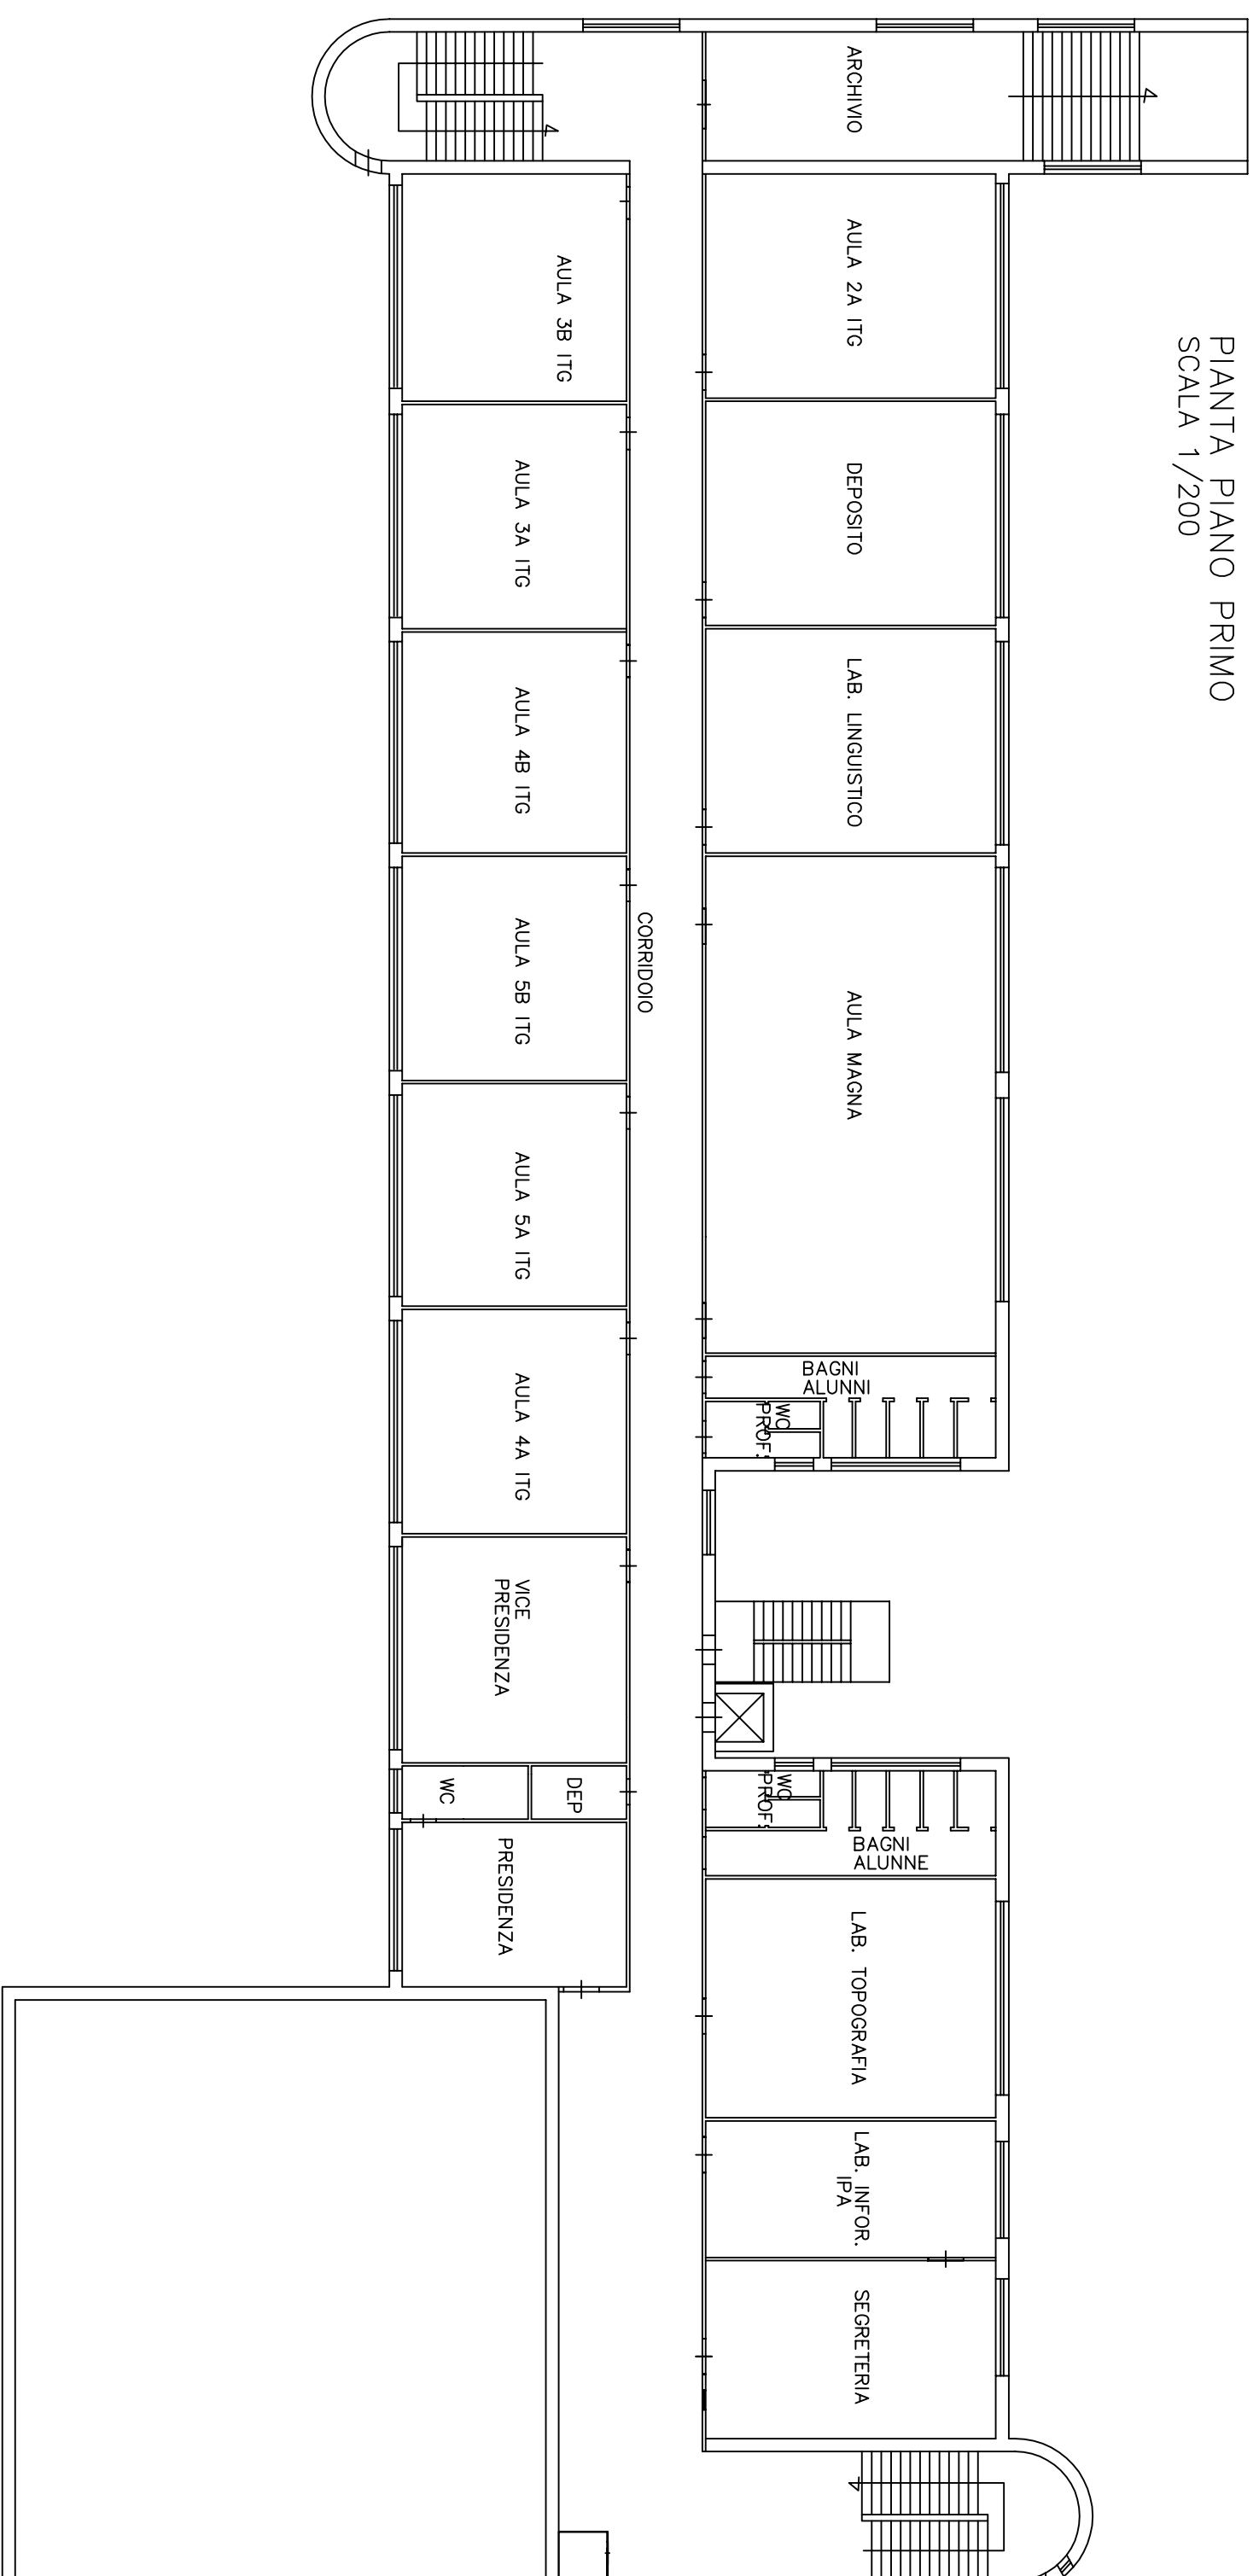 PIANTA PIANO PRIMO
SCALA 1/200
ARCHIVIO
AULA 2A ITG
DEPOSITO
LAB. LINGUISTICO
AULA MAGNA
BAGNI
ALUNNI
WC
PROF.
WC
PROF.
BAGNI
ALUNNE
LAB. TOPOGRAFIA
LAB. INFOR.
IPA
SEGRETERIA
CORRIDOIO
AULA 3B ITG
AULA 3A ITG
AULA 4B ITG
AULA 5B ITG
AULA 5A ITG
AULA 4A ITG
VICE
PRESIDENZA
DEP
WC
PRESIDENZA